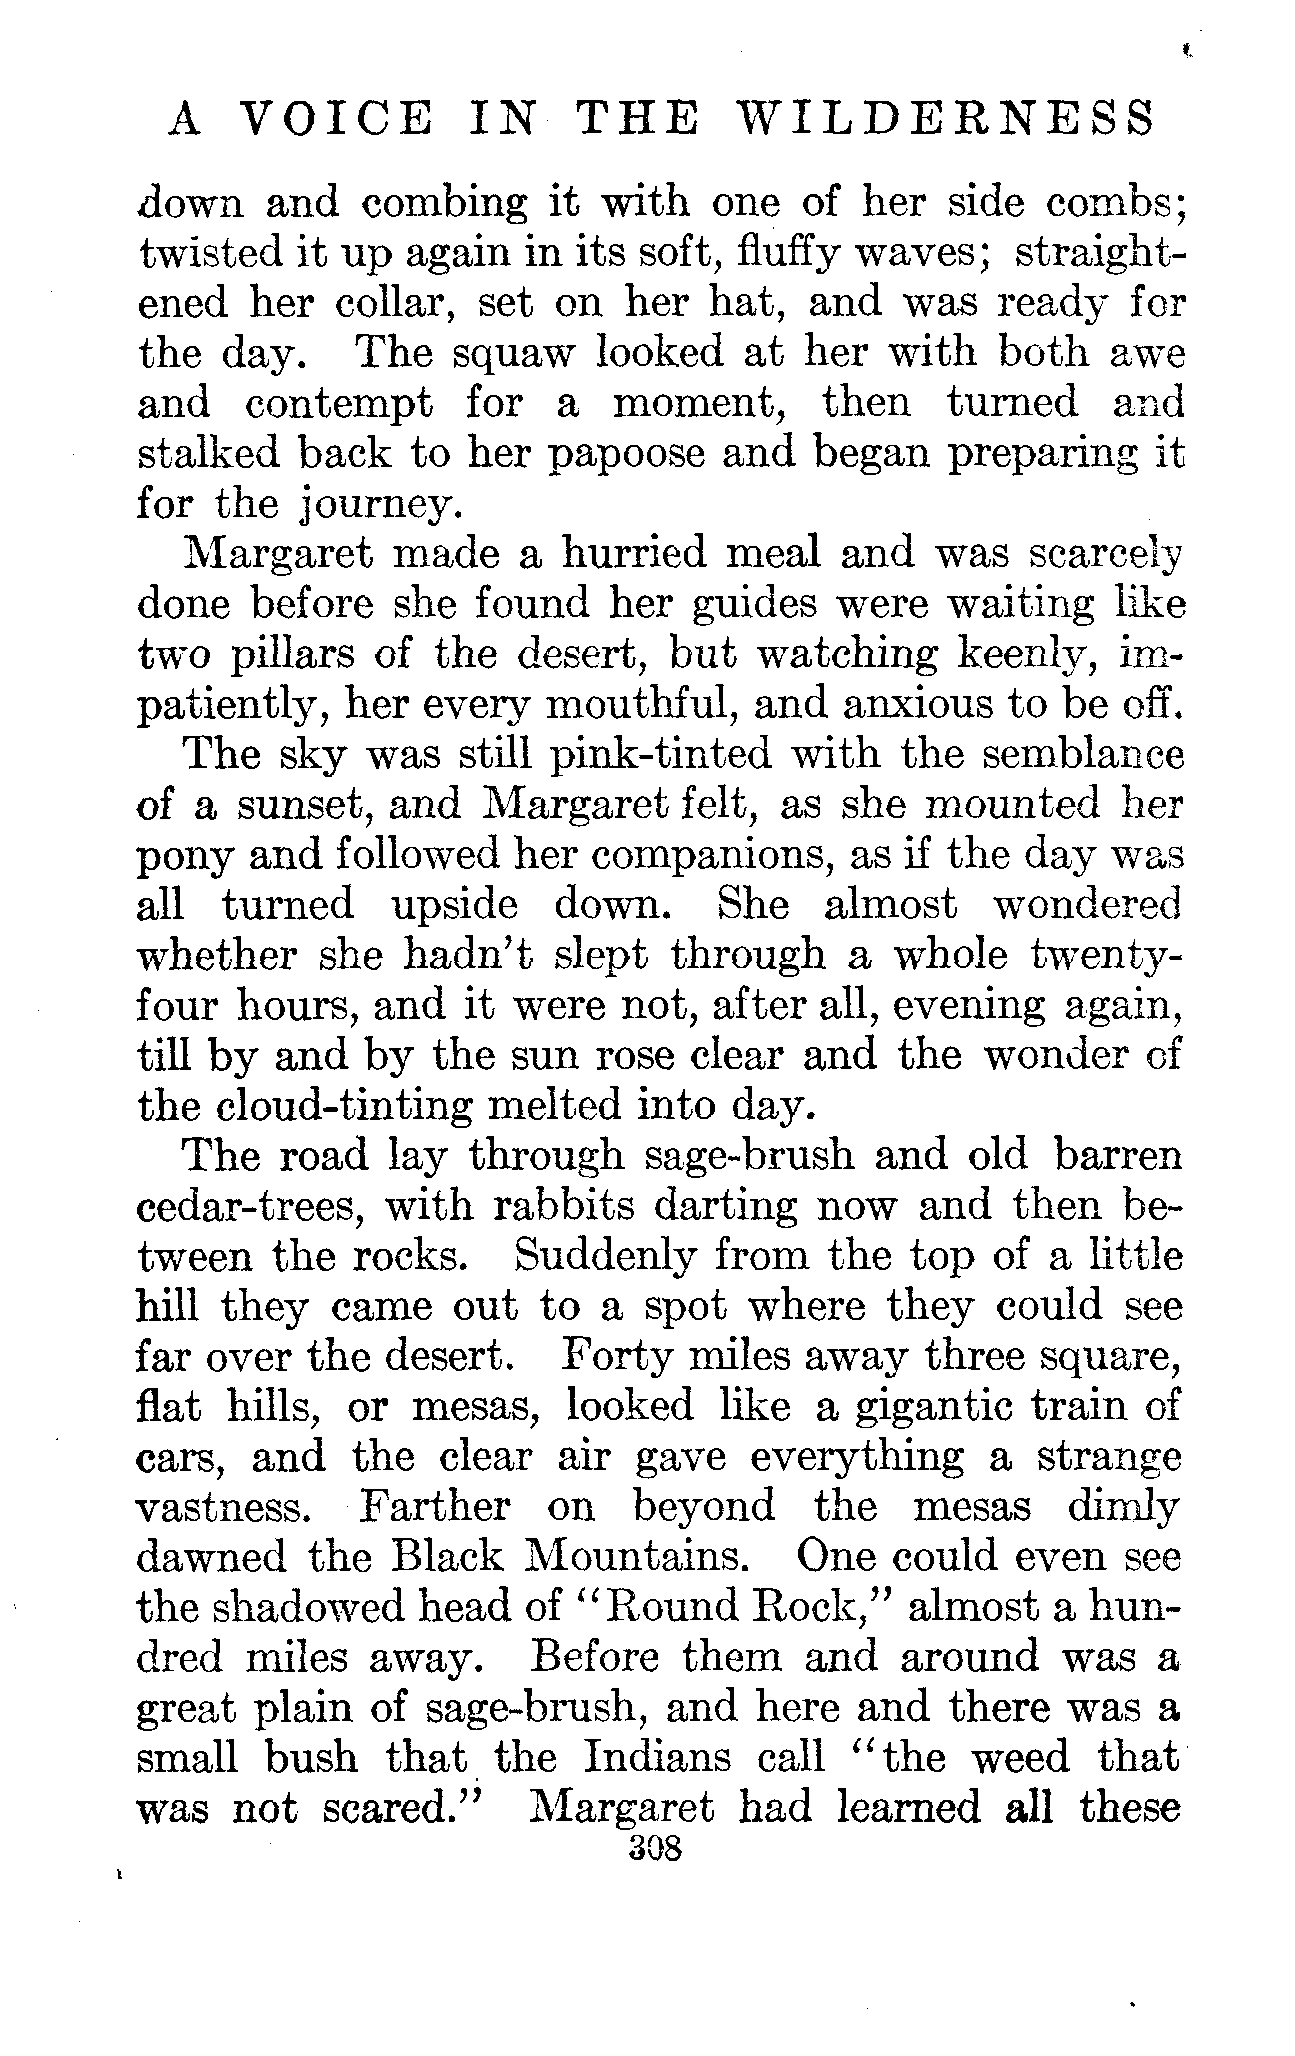 A VOICE IN THE WILDERNESS
down and combing it with one of her side combs;
twisted it up again in its soft, fluffy waves; straight-
ened her collar, set on her hat, and was ready for
the day. The squaw looked at her with both awe
and contempt for a moment, then turned and
stalked back to her papoose and began preparing it
for the journey.
Margaret made a hurried meal and was scarcely
done before she found her guides were waiting like
two pillars of the desert, but watching keenly, im-
patiently, her every mouthful, and anxious to be off.
The sky was still pink-tinted with the semblance
of a sunset, and Margaret felt, as she mounted her
pony and followed her companions, as if the day was
all turned upside down. She almost wondered
whether she hadn't slept through a whole twenty-
four hours, and it were not, after all, evening again,
till by and by the sun rose clear and the wonder of
the cloud-tinting melted into day.
The road lay through sage-brush and old barren
cedar-trees, with rabbits darting now and then be-
tween the rocks. Suddenly from the top of a little
hill they came out to a spot where they could see
far over the desert. Forty miles away three square,
flat hills, or mesas, looked like a gigantic train of
cars, and the clear air gave everything a strange
vastness. Farther on beyond the mesas dimly
dawned the Black Mountains. One could even see
the shadowed head of "Round Rock," almost a hun-
dred miles away. Before them and around was a
great plain of sage-brush, and here and there was a
small bush that the Indians call "the weed that
was not scared." Margaret had learned all these
308